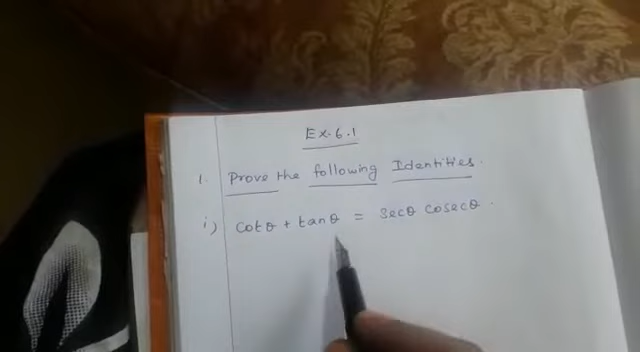 Ex. 6.1
1. Prove the following Identities.
i) cotθ + tanθ = secθ cosecθ.